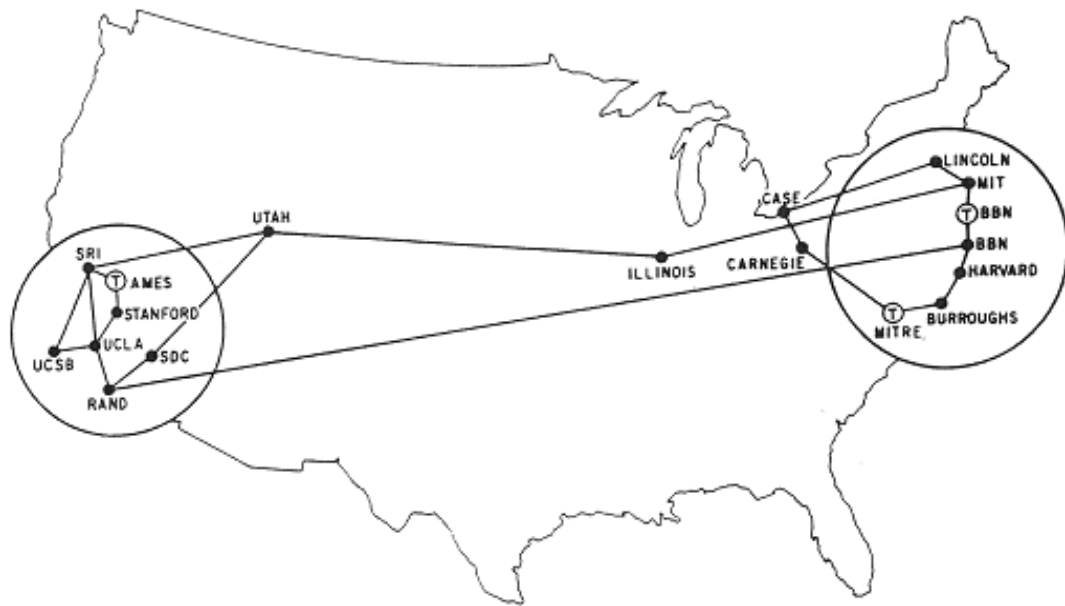 LINCOLN
MIT
CASE
T BBN
UTAH
BBN
SRI
ILLINOIS
CARNEGIE
HARVARD
T AMES
STANFORD
T
BURROUGHS
MITRE
UCLA
SDC
UCSB
RAND